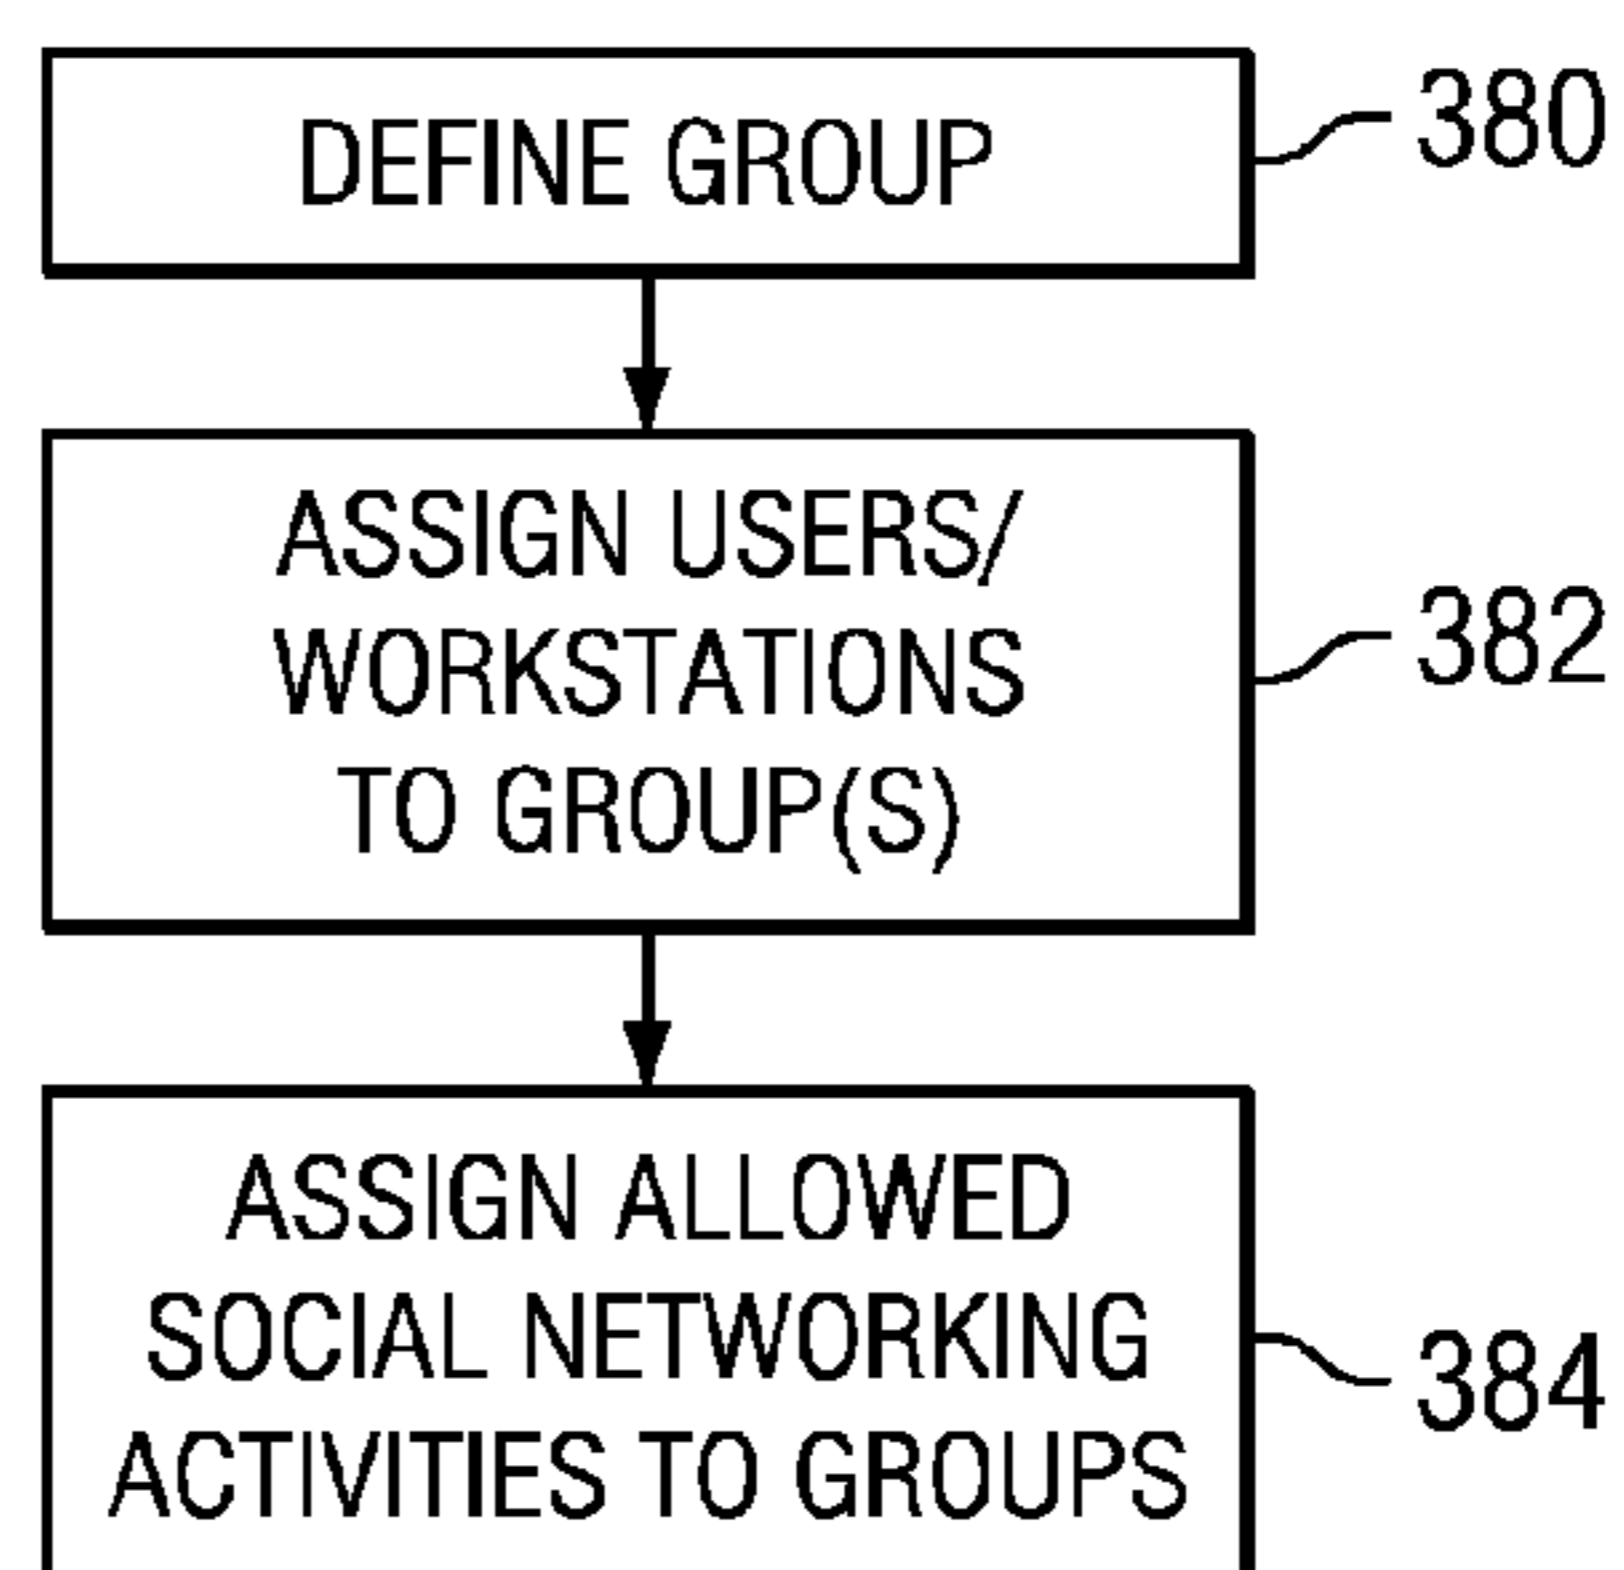 DEFINE GROUP
380
ASSIGN USERS/
WORKSTATIONS
TO GROUP(S)
382
ASSIGN ALLOWED
SOCIAL NETWORKING
ACTIVITIES TO GROUPS
384